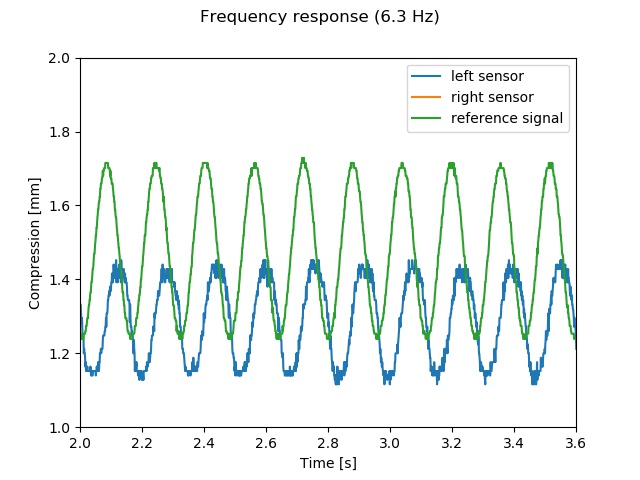 Frequency response (6.3 Hz)
2.0
1.8
1.6
1.4
1.2
1.0
Compression [mm]
left sensor
right sensor
reference signal
2.0 2.2 2.4 2.6 2.8 3.0 3.2 3.4 3.6
Time [s]